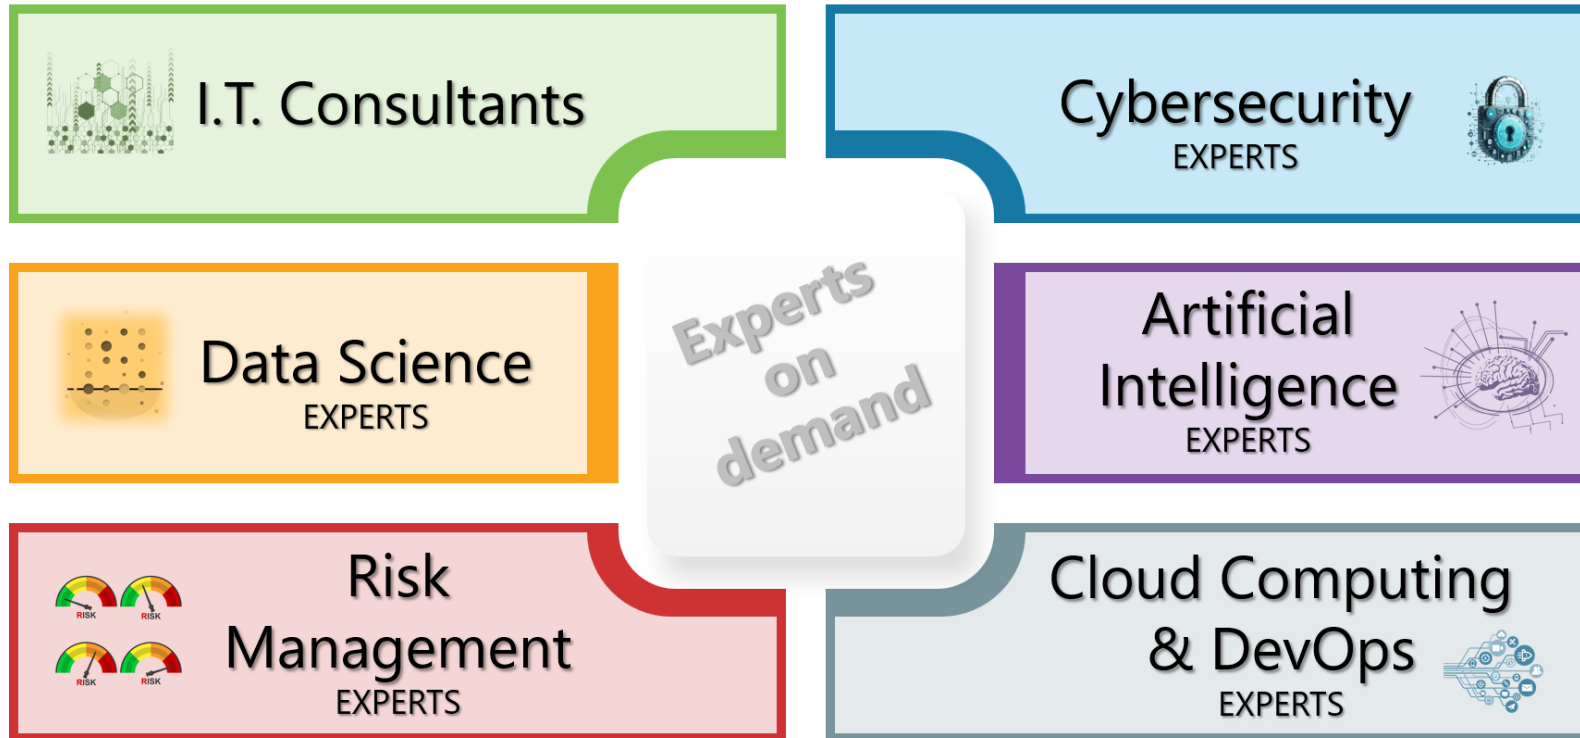 I.T. Consultants
Cybersecurity
EXPERTS
Data Science
EXPERTS
Experts
on
demand
Artificial
Intelligence
EXPERTS
RISK
RISK
RISK
RISK
Risk
Management
EXPERTS
Cloud Computing
& DevOps
EXPERTS